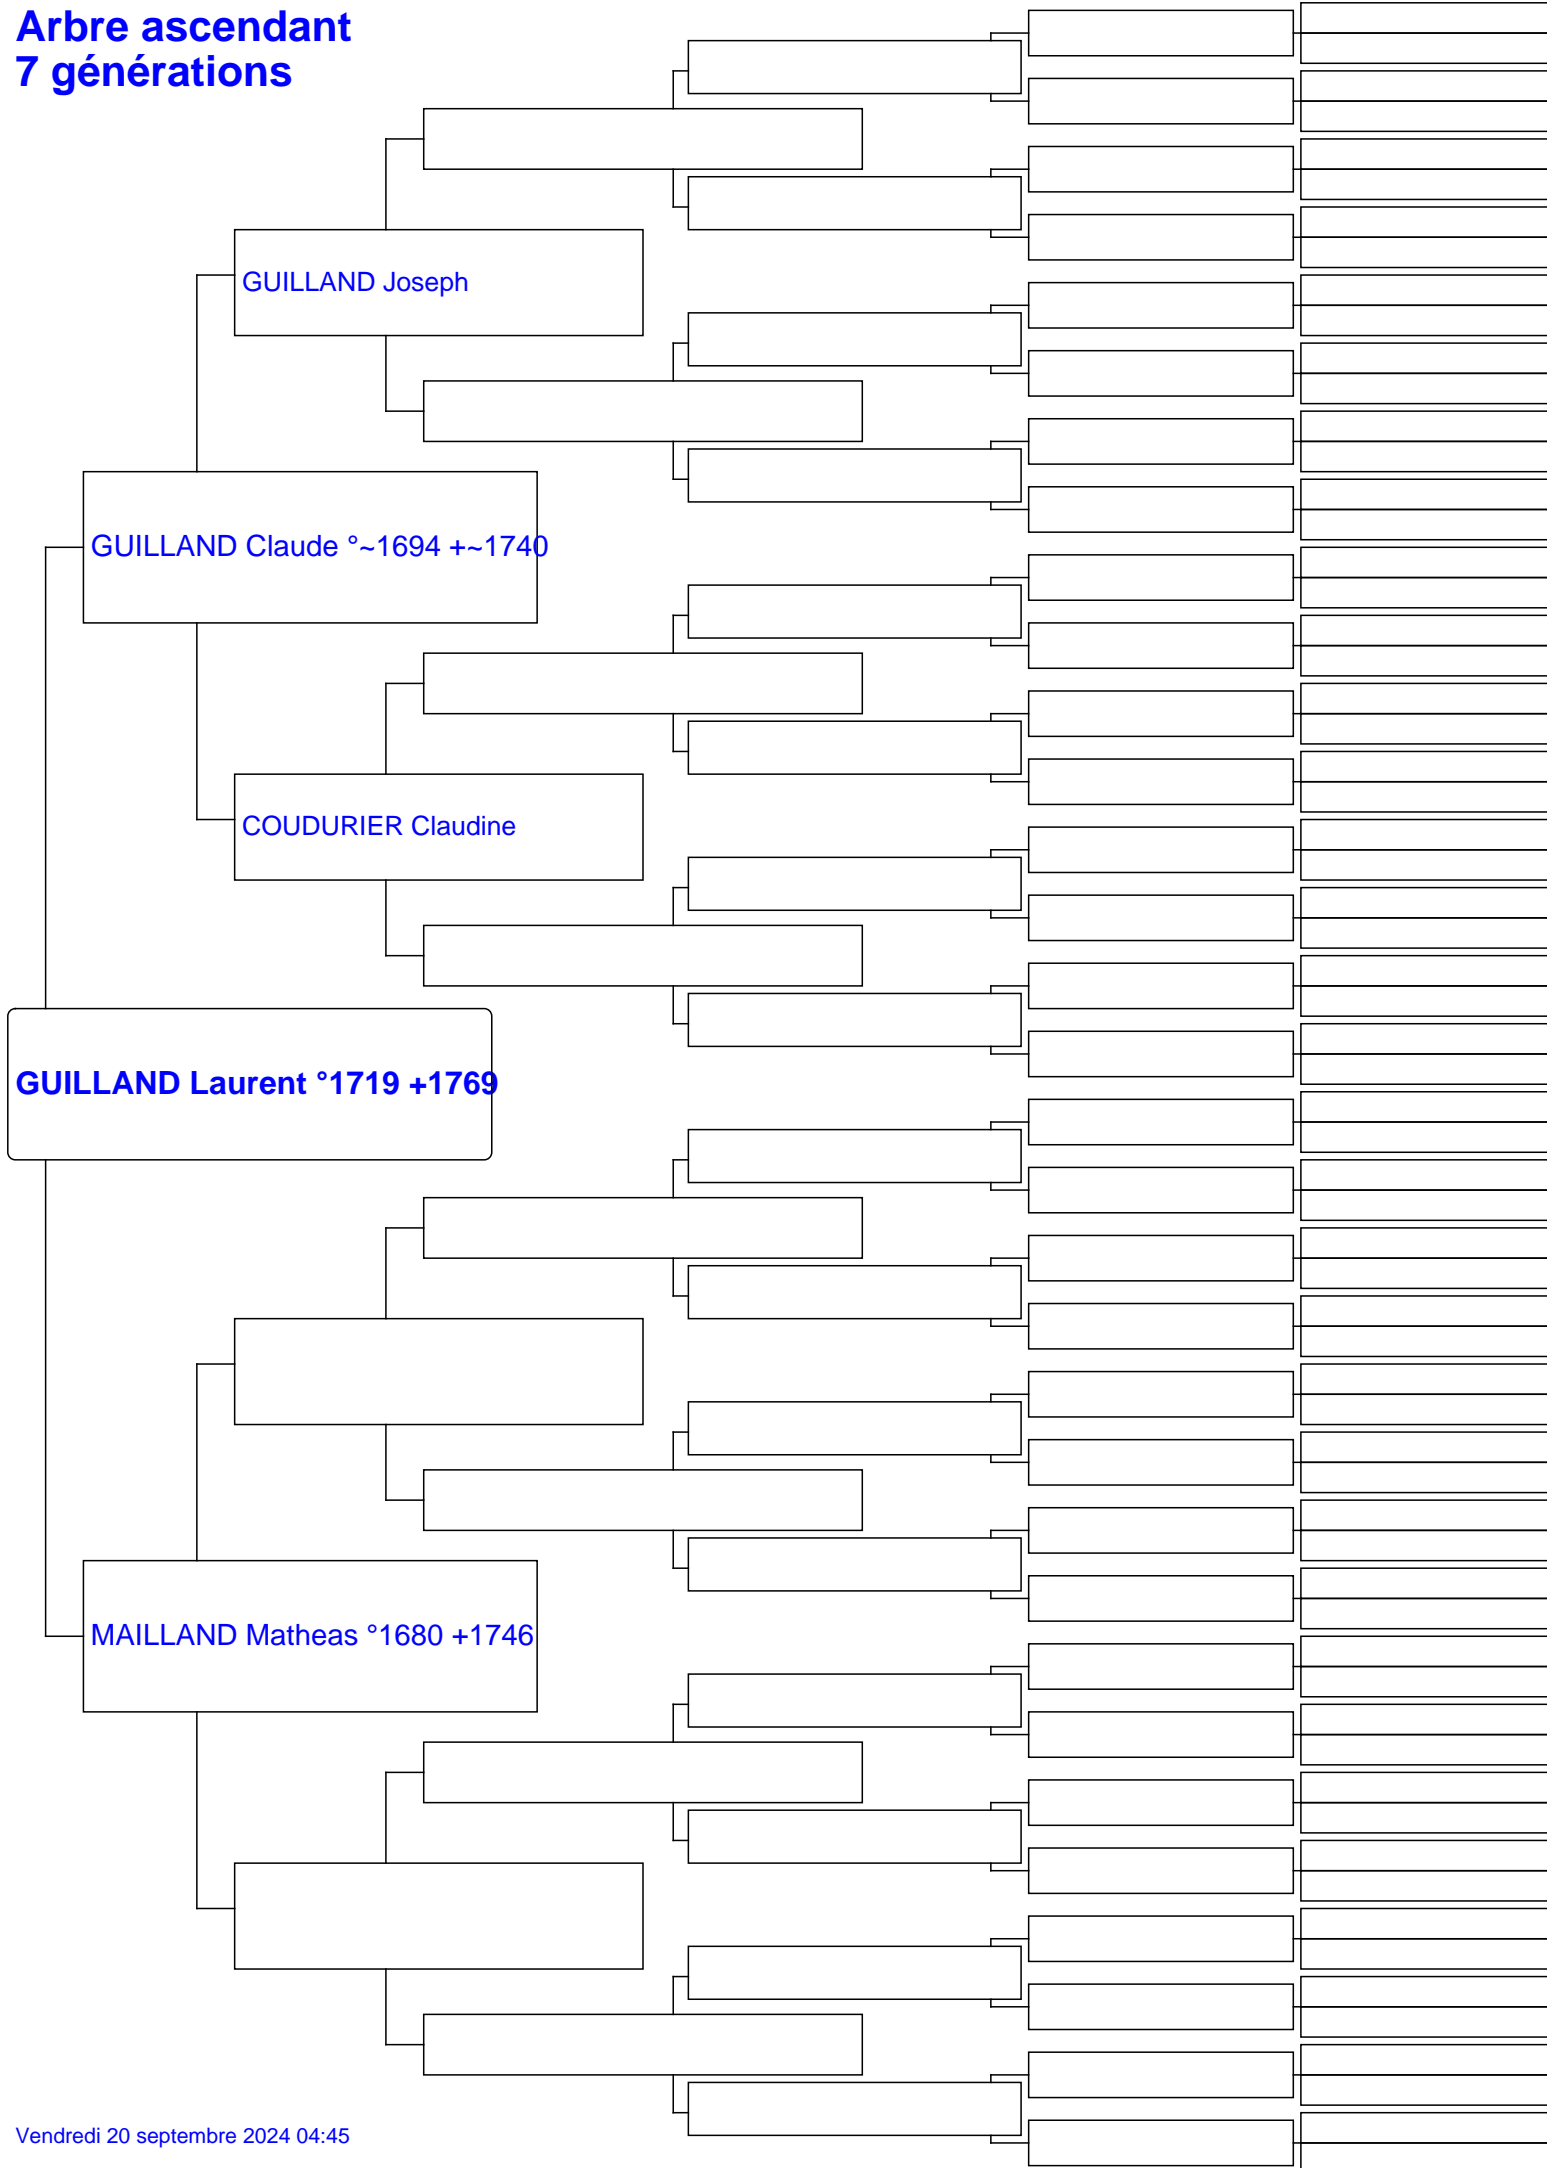 Arbre ascendant
7 générations
GUILLAND Joseph
GUILLAND Claude °~1694 +~1740
COUDURIER Claudine
GUILLAND Laurent °1719 +1769
MAILLAND Matheas °1680 +1746
Vendredi 20 septembre 2024 04:45